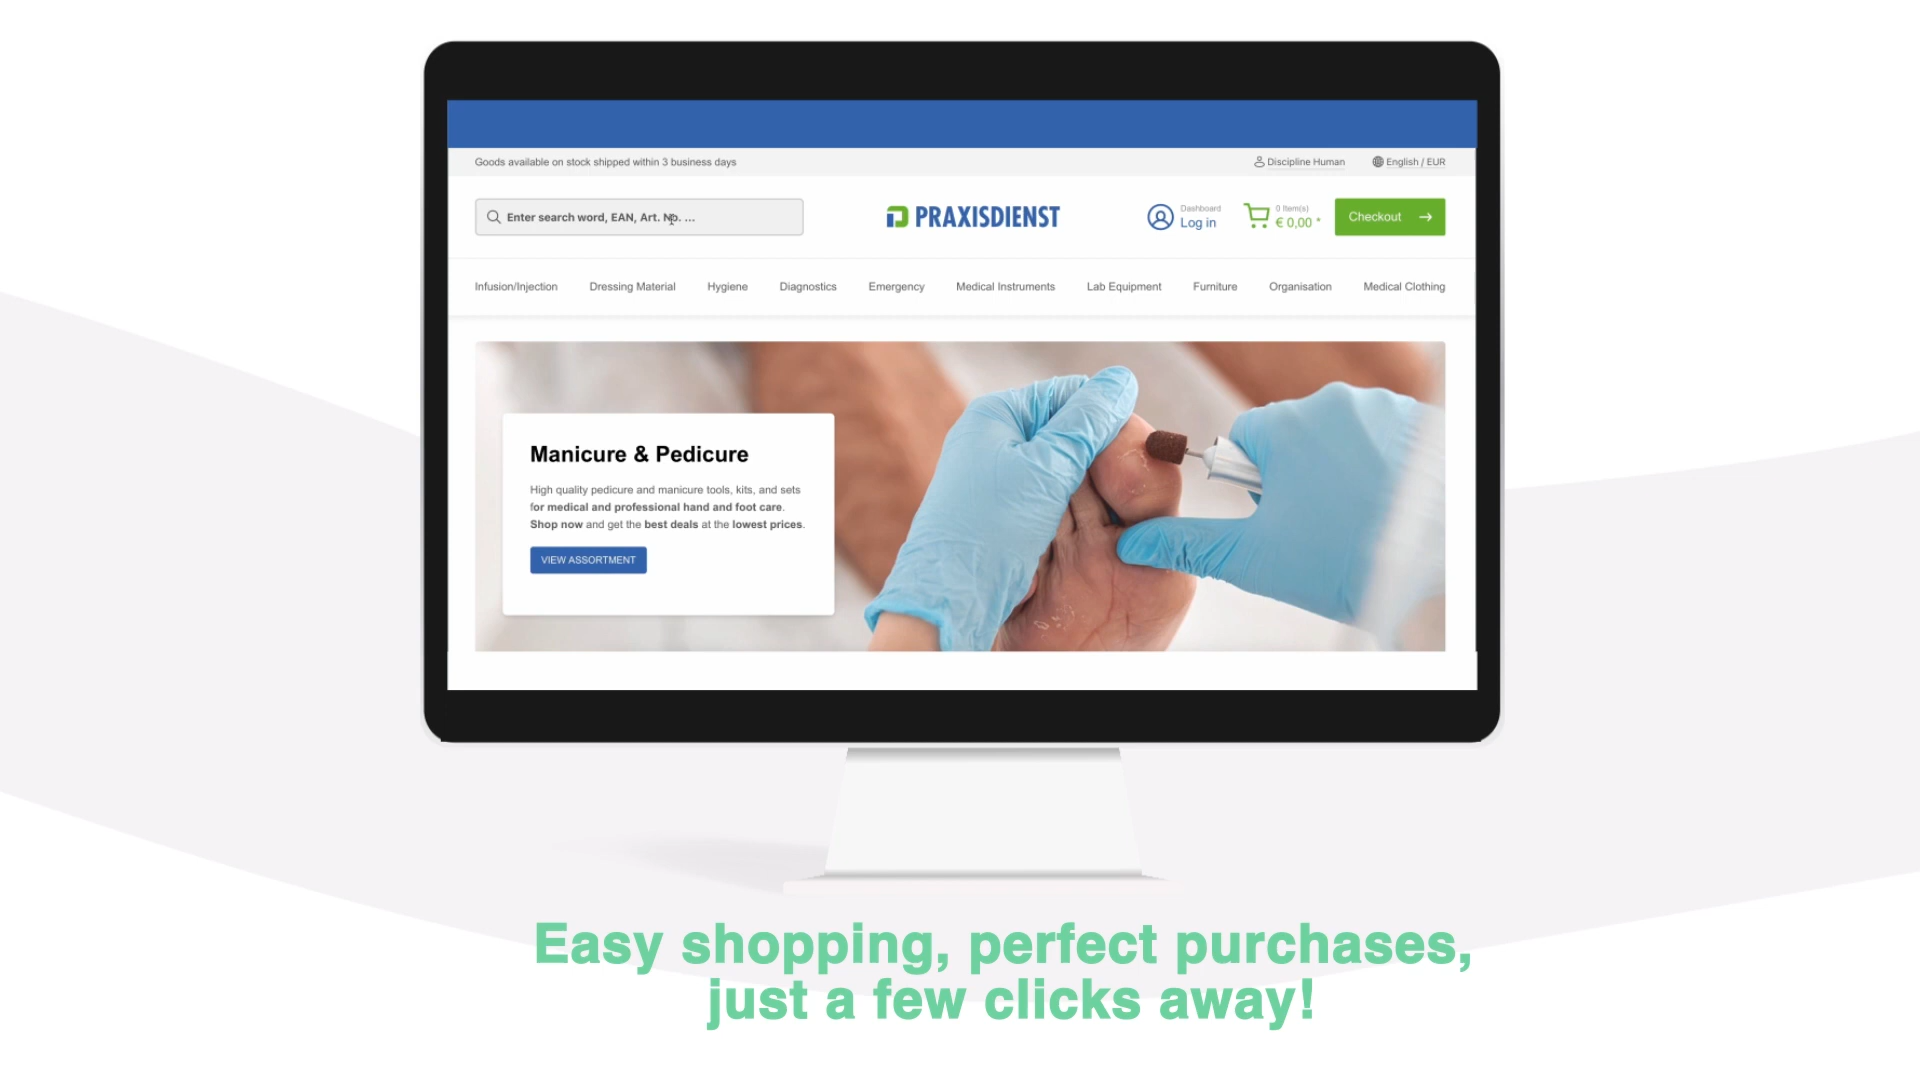 Goods available on stock shipped within 3 business days
Discipline Human
English / EUR
Enter search word, EAN, Art. No. ...
PRAXISDIENST
Dashboard
Log in
0 Item(s)
€ 0,00 *
Checkout
Infusion/Injection Dressing Material Hygiene Diagnostics Emergency Medical Instruments Lab Equipment Furniture Organisation Medical Clothing
Manicure & Pedicure
High quality pedicure and manicure tools, kits, and sets
for medical and professional hand and foot care.
Shop now and get the best deals at the lowest prices.
VIEW ASSORTMENT
Easy shopping, perfect purchases,
just a few clicks away!